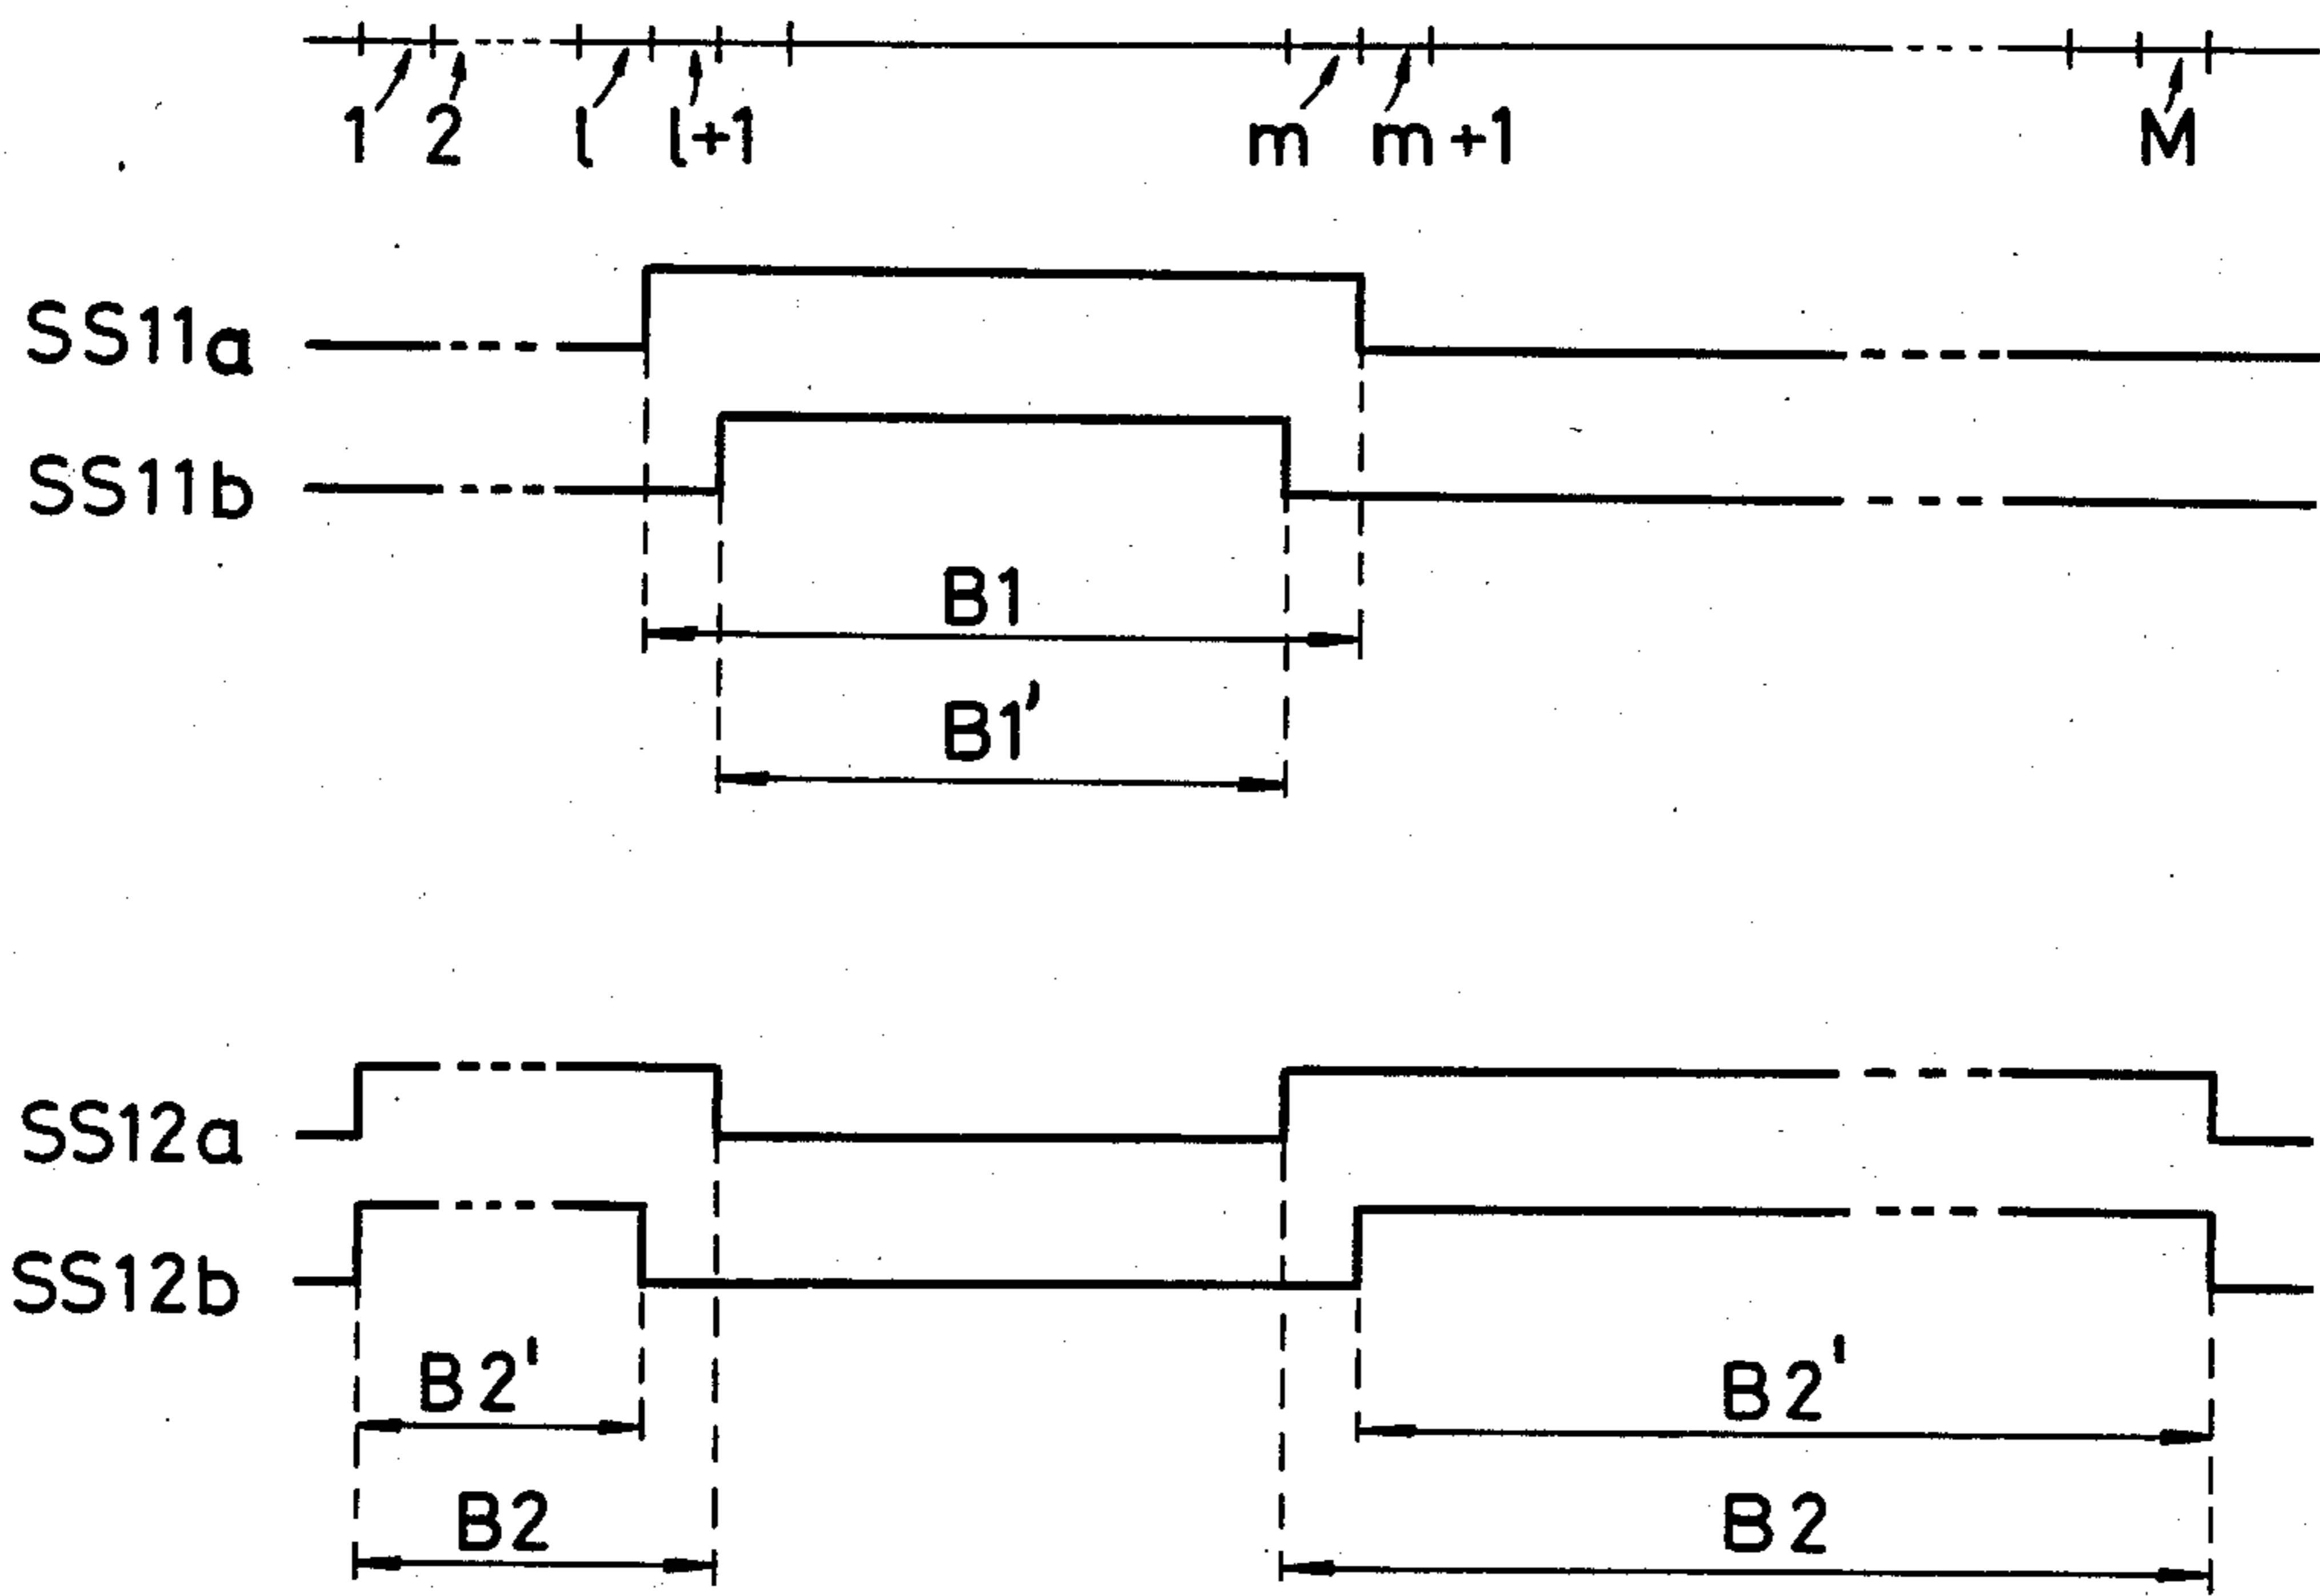 1 2 l l+1 m m+1 M
SS11a
SS11b
B1
B1'
SS12a
SS12b
B2' B2'
B2 B2